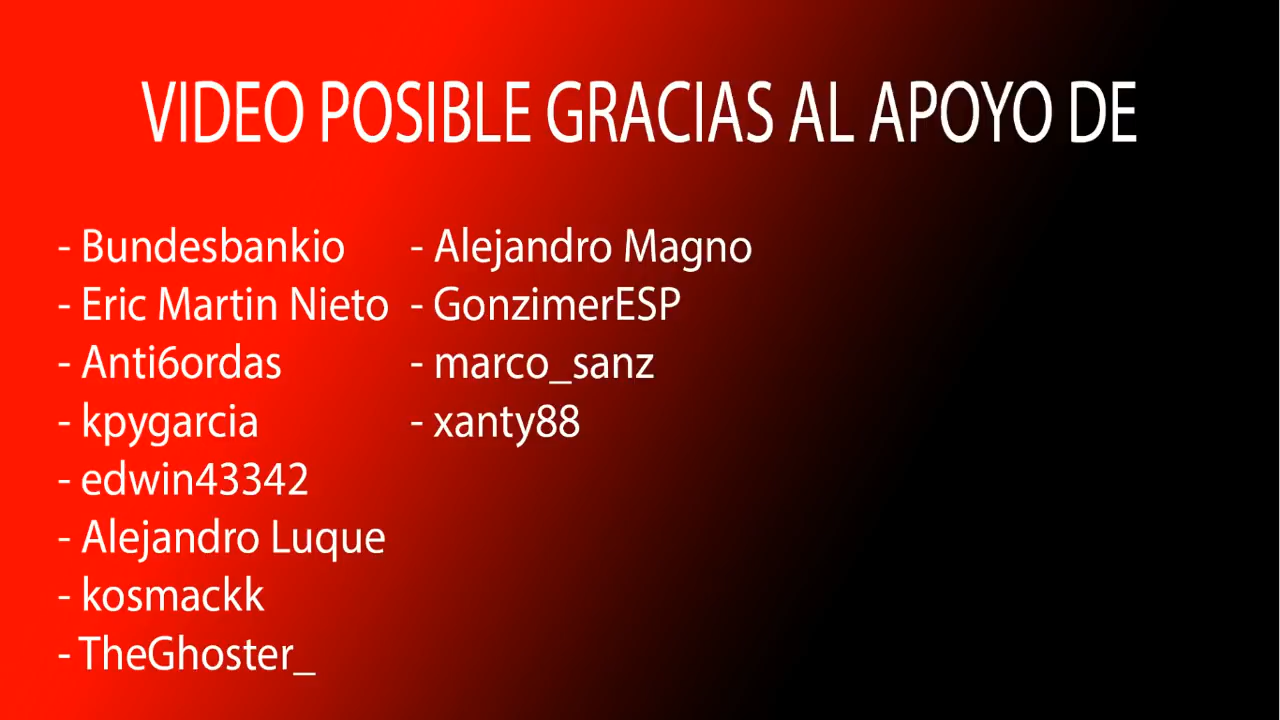 VIDEO POSIBLE GRACIAS AL APOYO DE
- Bundesbankio
- Eric Martin Nieto
- Anti6ordas
- kpygarcia
- edwin43342
- Alejandro Luque
- kosmackk
- TheGhoster_
- Alejandro Magno
- GonzimerESP
- marco_sanz
- xanty88